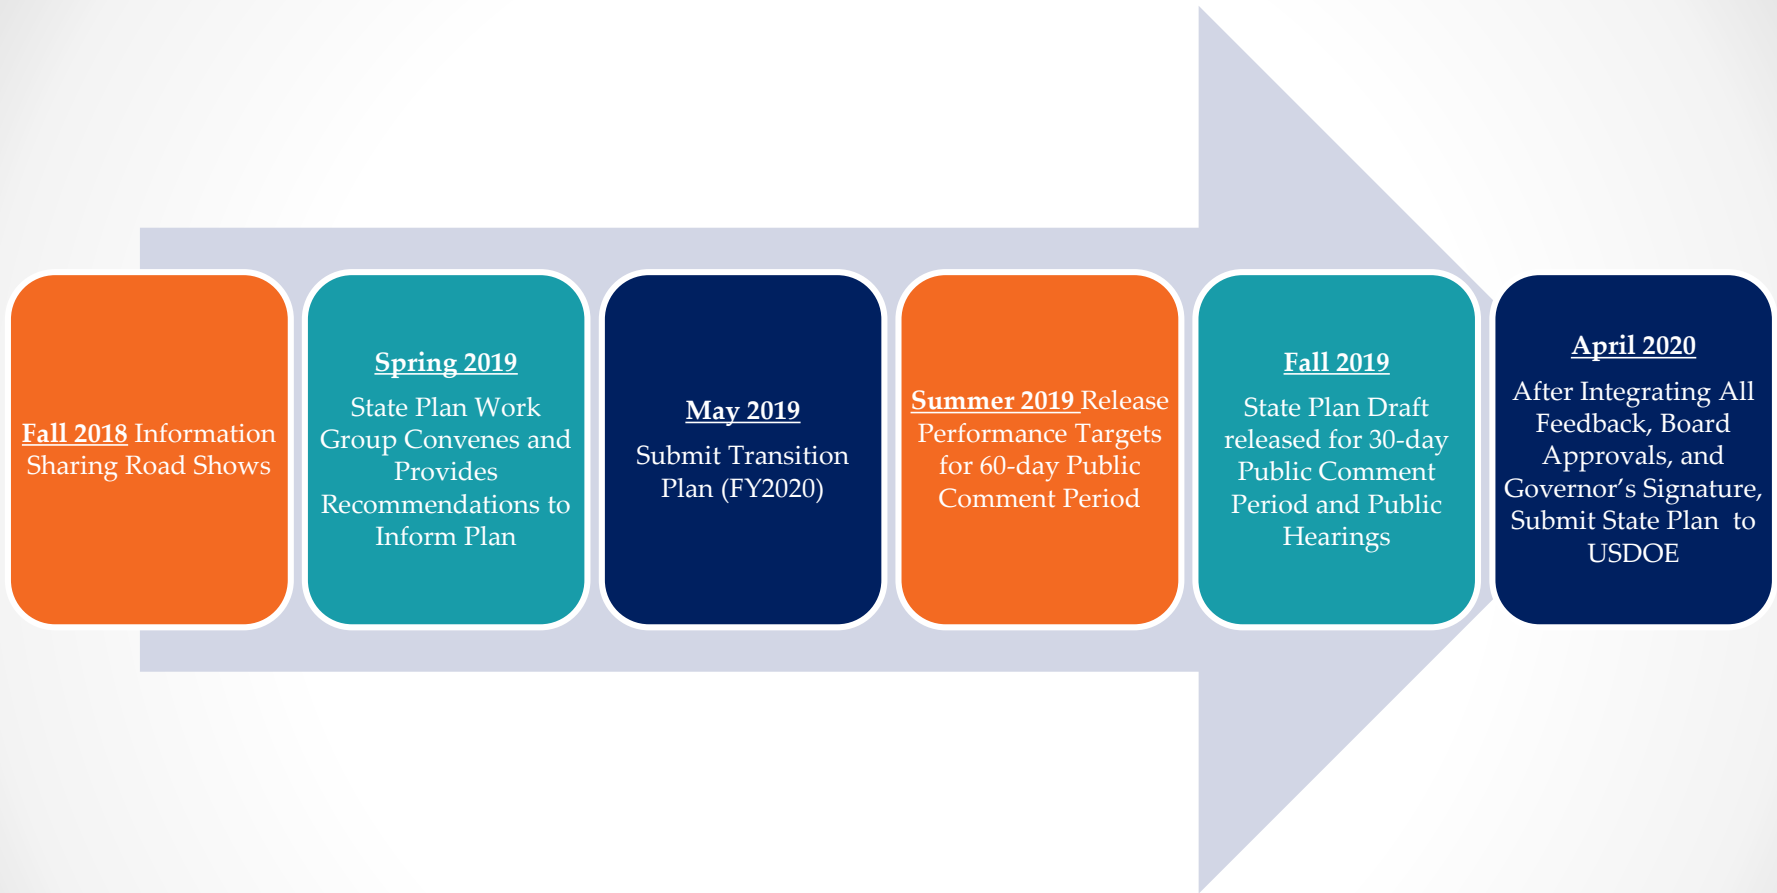 Fall 2018 Information
Sharing Road Shows
Spring 2019
State Plan Work
Group Convenes and
Provides
Recommendations to
Inform Plan
May 2019
Submit Transition
Plan (FY2020)
Summer 2019 Release
Performance Targets
for 60-day Public
Comment Period
Fall 2019
State Plan Draft
released for 30-day
Public Comment
Period and Public
Hearings
April 2020
After Integrating All
Feedback, Board
Approvals, and
Governor’s Signature,
Submit State Plan  to
USDOE